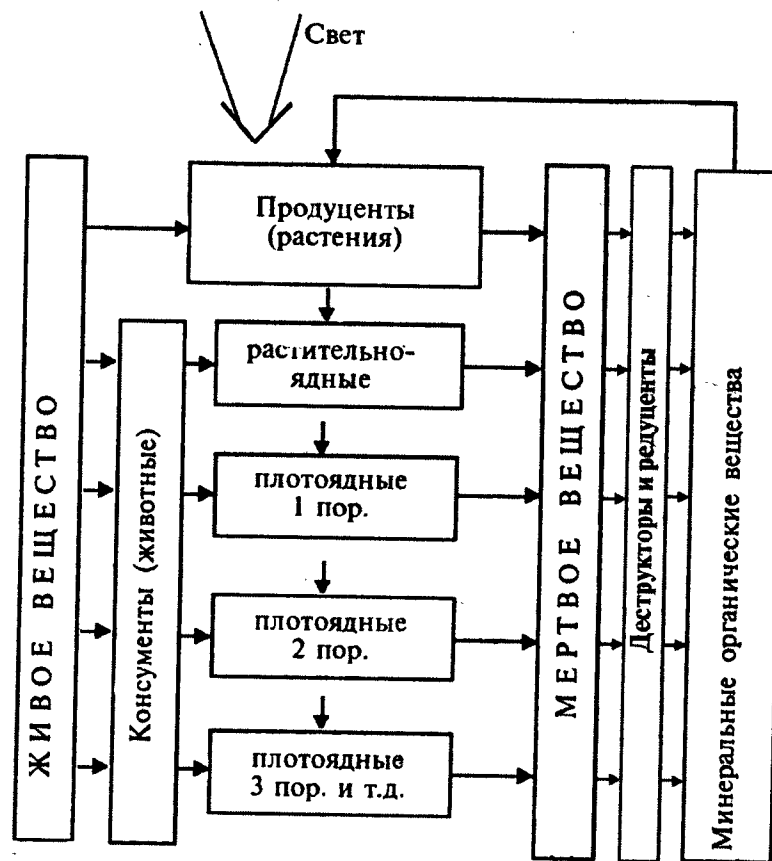 Свет
Продуценты
(растения)
растительно-
ядные
плотоядные
1 пор.
плотоядные
2 пор.
плотоядные
3 пор. и т.д.
ЖИВОЕ ВЕЩЕСТВО
Консументы (животные)
МЕРТВОЕ ВЕЩЕСТВО
Деструкторы и редуценты
Минеральные органические вещества